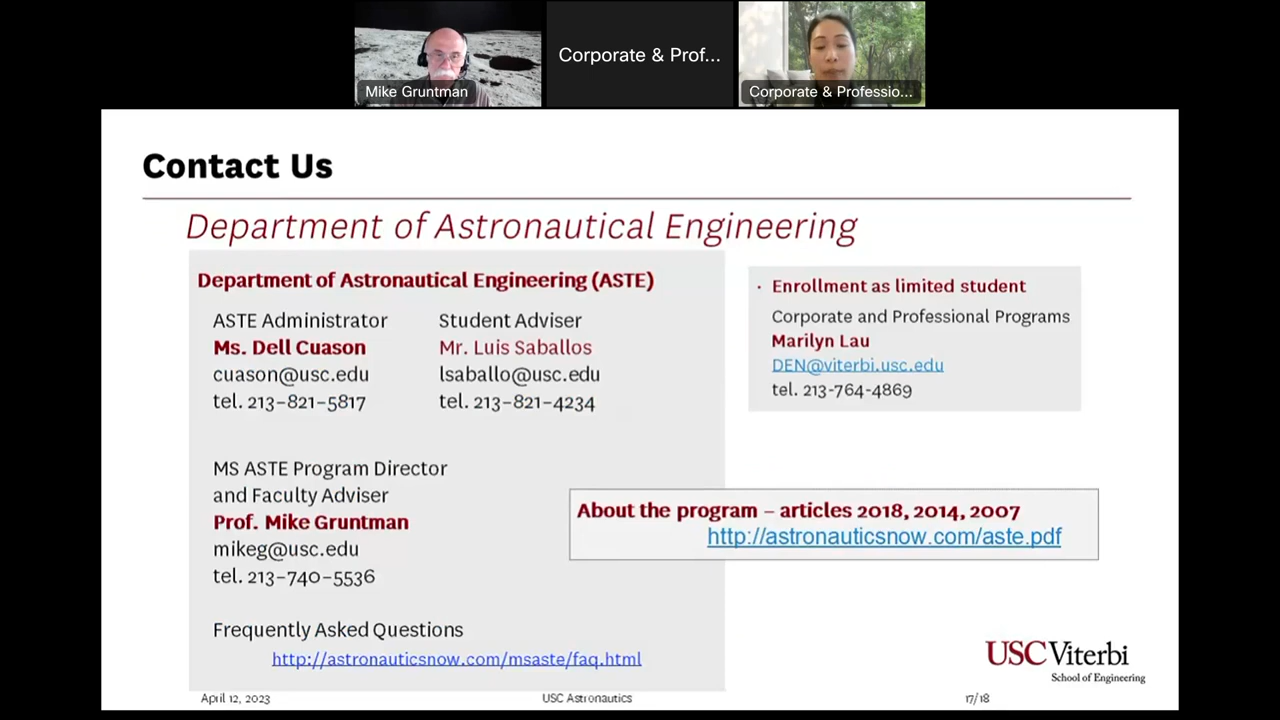 Mike Gruntman
Corporate & Prof...
Corporate & Professio...
Contact Us
Department of Astronautical Engineering
Department of Astronautical Engineering (ASTE)
ASTE Administrator
Ms. Dell Cuason
cuason@usc.edu
tel. 213–821–5817
Student Adviser
Mr. Luis Saballos
lsaballo@usc.edu
tel. 213–821–4234
MS ASTE Program Director
and Faculty Adviser
Prof. Mike Gruntman
mikeg@usc.edu
tel. 213–740–5536
Frequently Asked Questions
http://astronauticsnow.com/msaste/faq.html
· Enrollment as limited student
Corporate and Professional Programs
Marilyn Lau
DEN@viterbi.usc.edu
tel. 213-764-4869
About the program – articles 2018, 2014, 2007
http://astronauticsnow.com/aste.pdf
USC Viterbi
School of Engineering
April 12, 2023
USC Astronautics
17/18